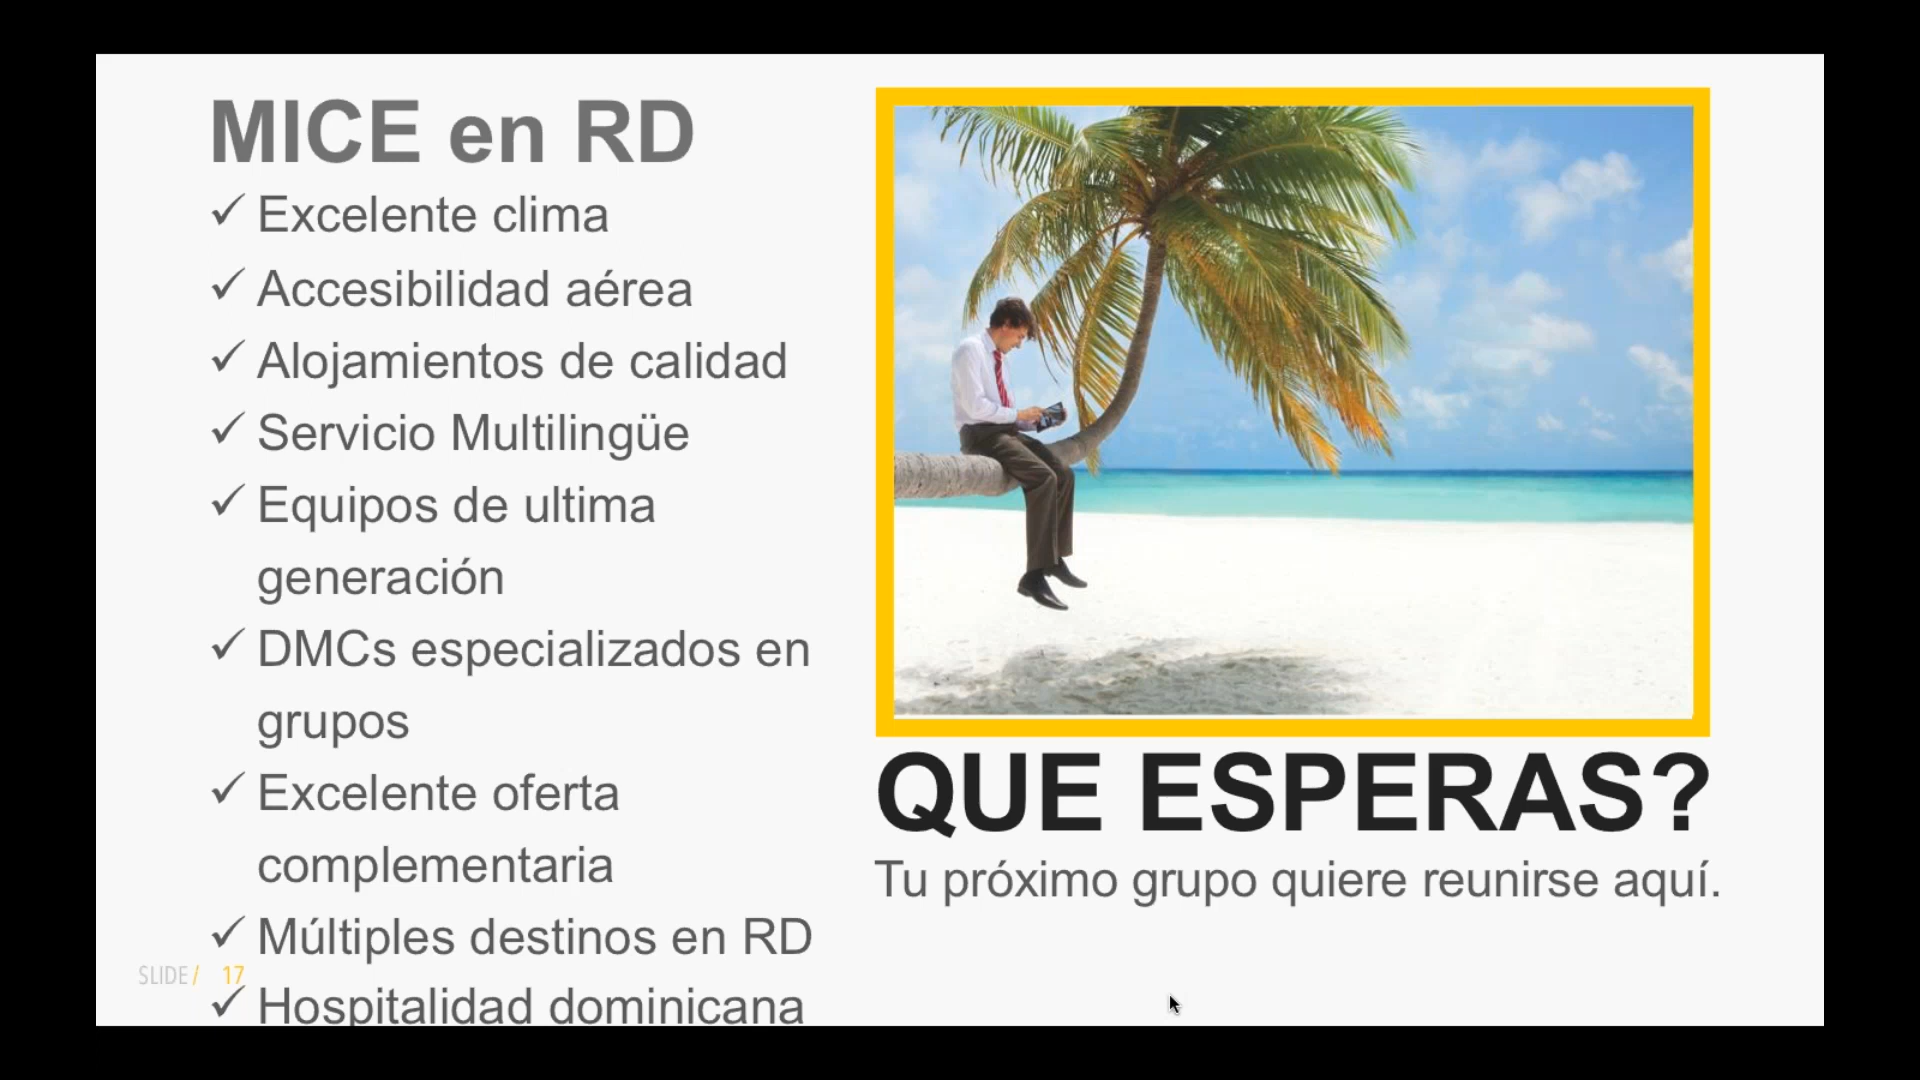 MICE en RD
✓ Excelente clima
✓ Accesibilidad aérea
✓ Alojamientos de calidad
✓ Servicio Multilingüe
✓ Equipos de ultima
generación
✓ DMCs especializados en
grupos
✓ Excelente oferta
complementaria
✓ Múltiples destinos en RD
✓ Hospitalidad dominicana
SLIDE / 17
QUE ESPERAS?
Tu próximo grupo quiere reunirse aquí.